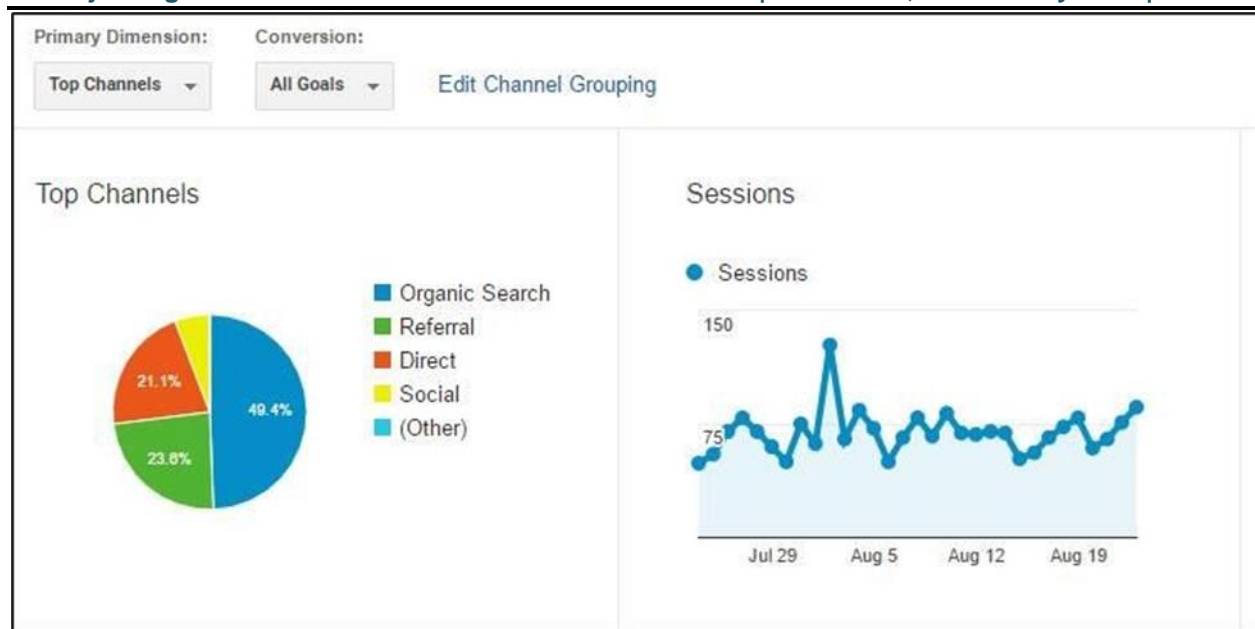 Primary Dimension: Conversion:
Top Channels All Goals Edit Channel Grouping
Top Channels
Organic Search
Referral
Direct
Social
(Other)
21.1%
49.4%
23.8%
Sessions
Sessions
150
75
Jul 29 Aug 5 Aug 12 Aug 19